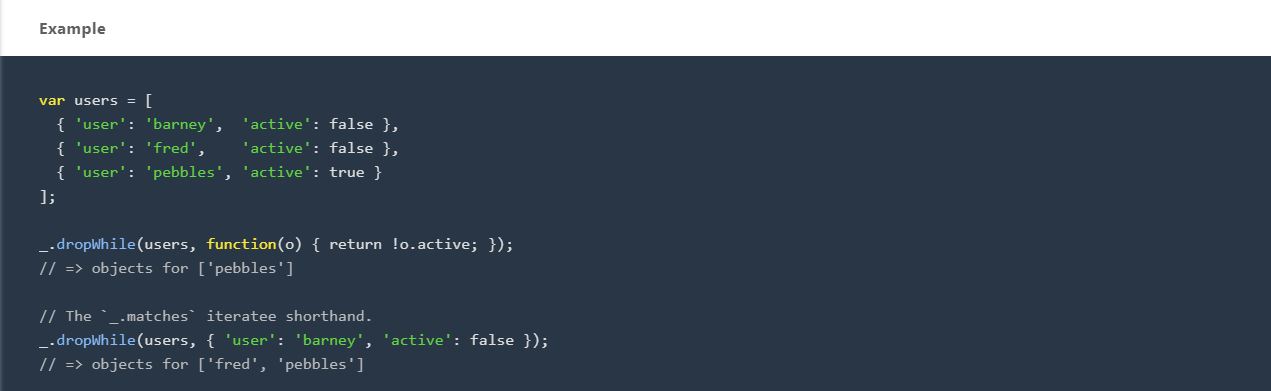 Example
var users = [
  { 'user': 'barney',  'active': false },
  { 'user': 'fred',    'active': false },
  { 'user': 'pebbles', 'active': true }
];
_.dropWhile(users, function(o) { return !o.active; });
// => objects for ['pebbles']
// The `_.matches` iteratee shorthand.
_.dropWhile(users, { 'user': 'barney', 'active': false });
// => objects for ['fred', 'pebbles']